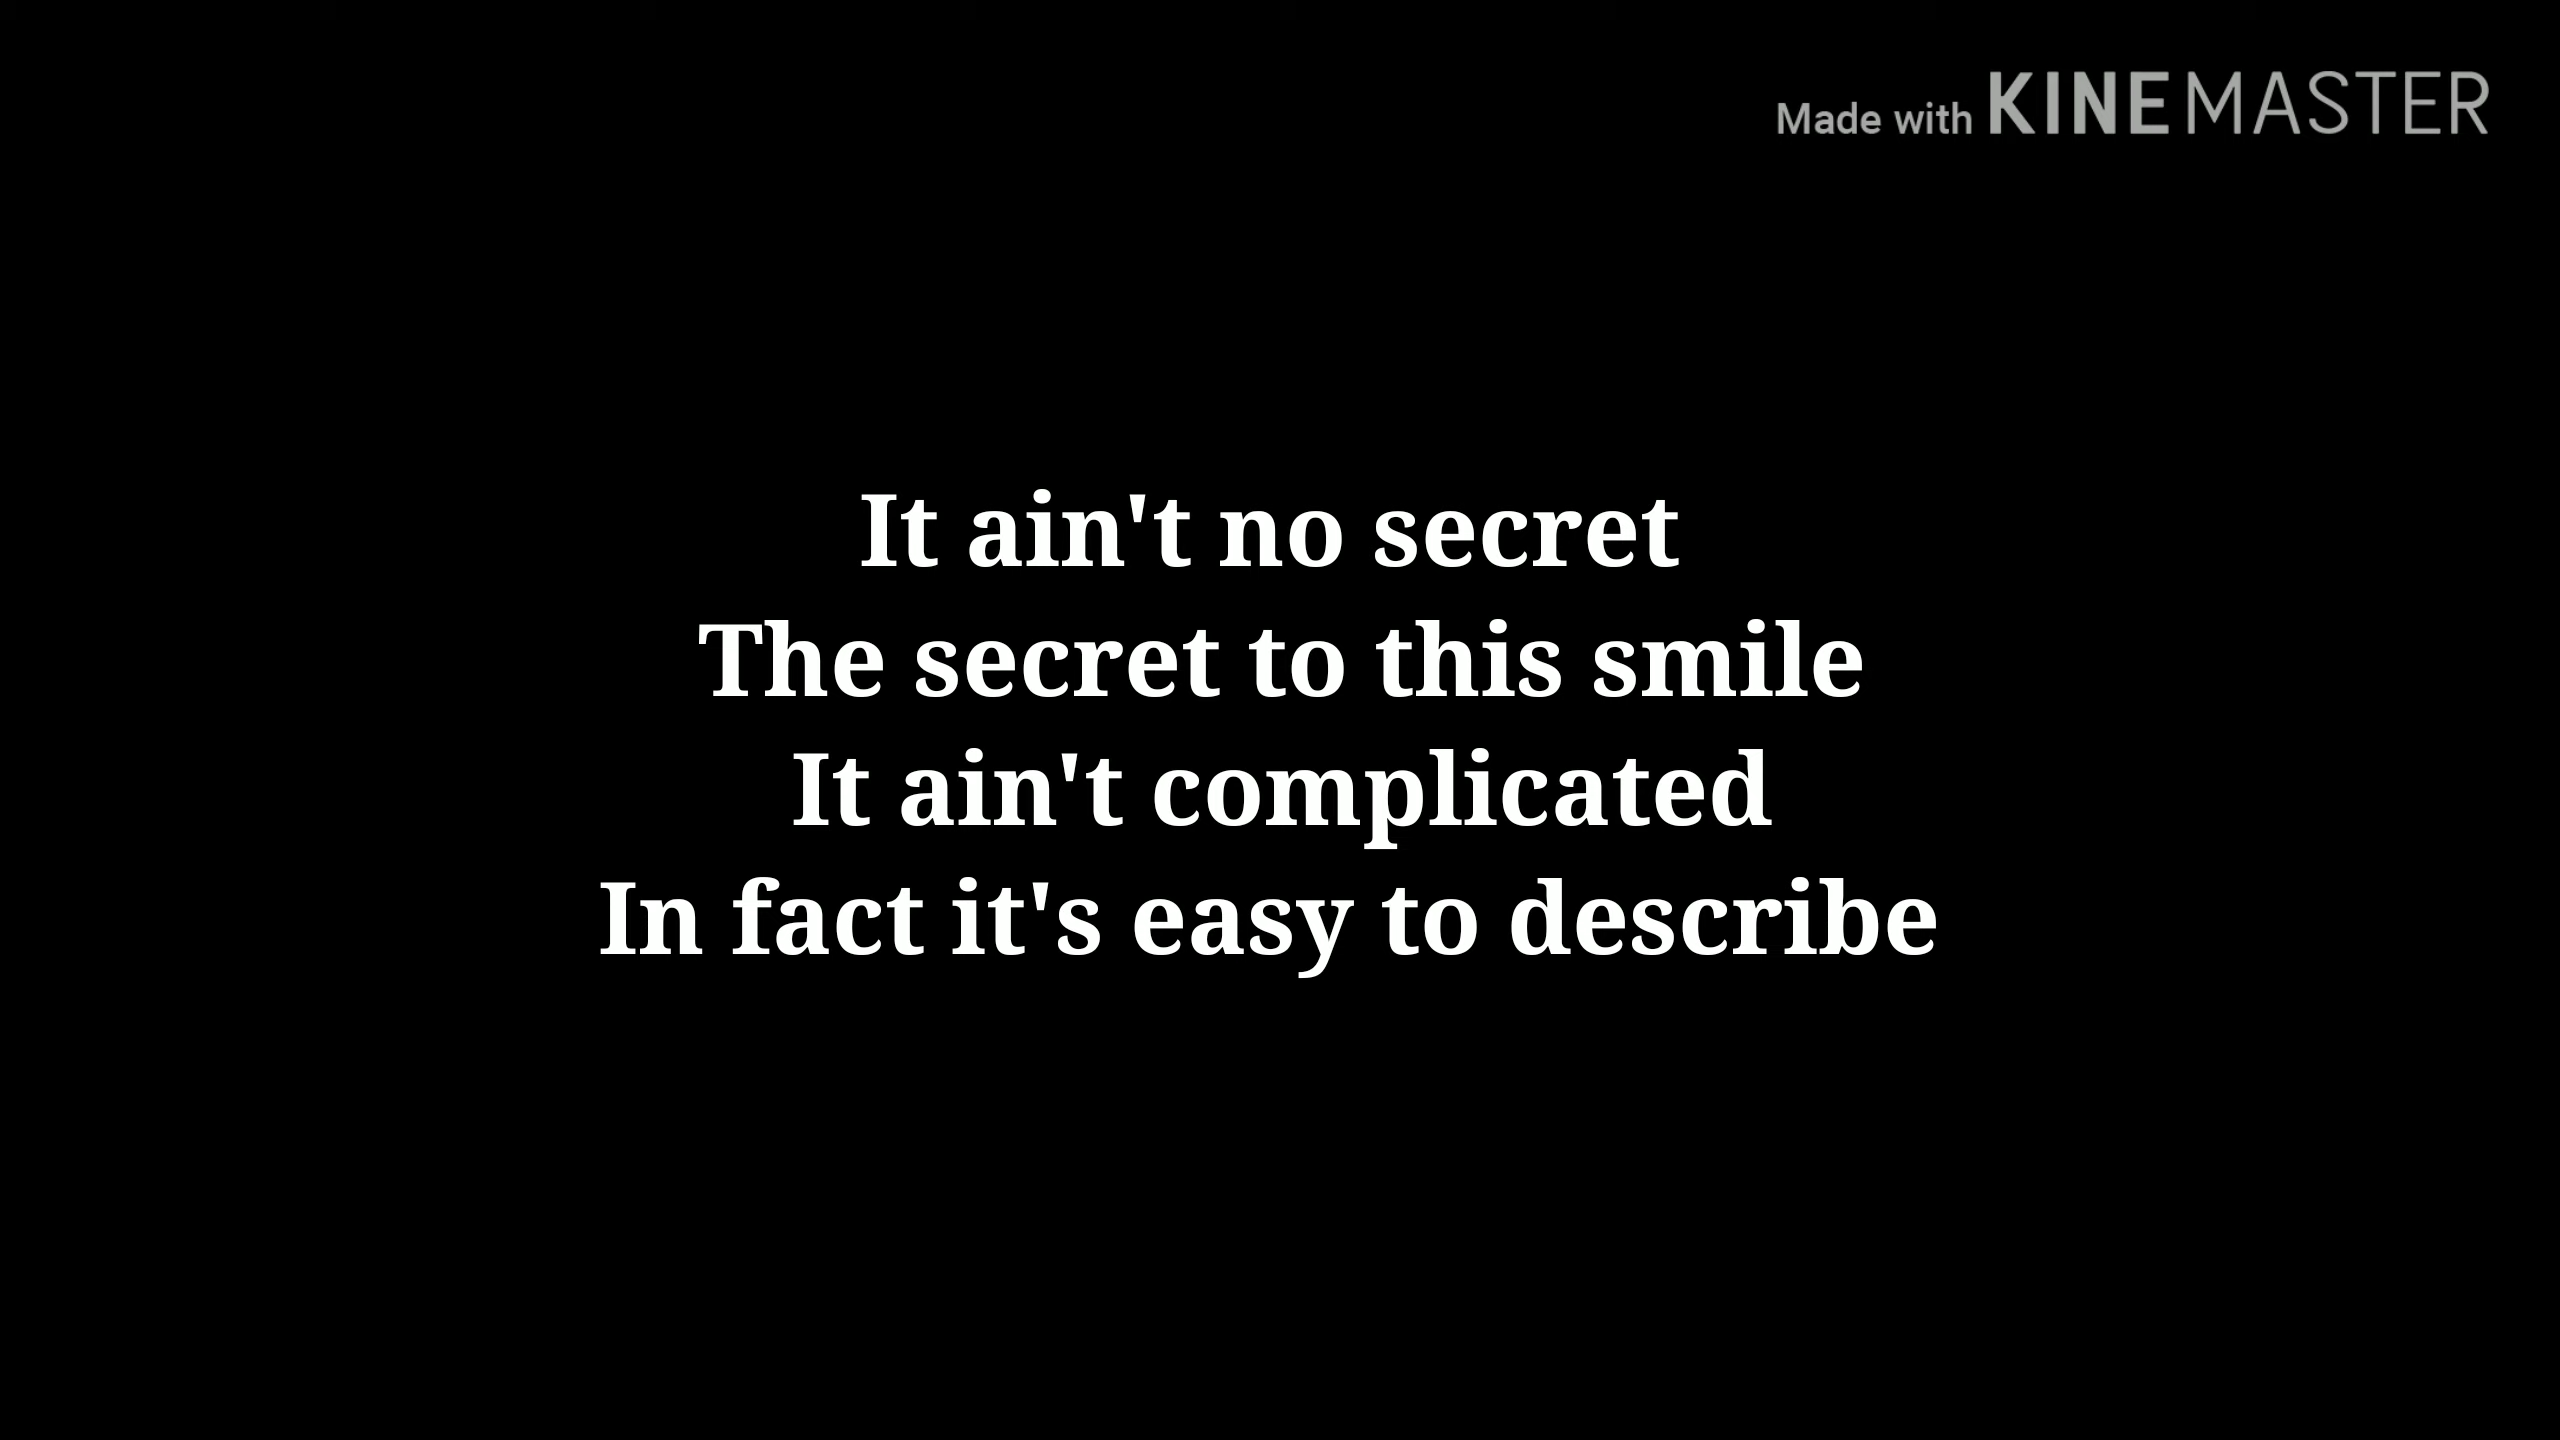 Made with KINEMASTER
It ain't no secret
The secret to this smile
It ain't complicated
In fact it's easy to describe